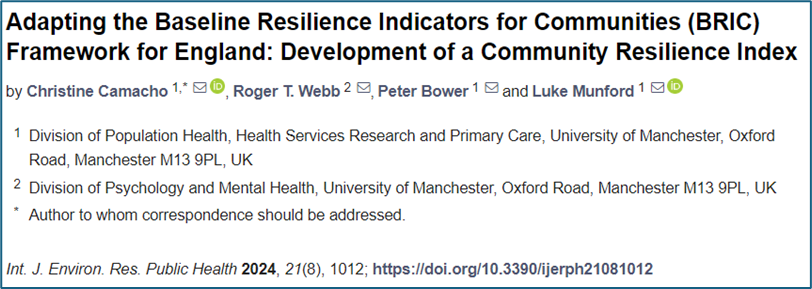 Adapting the Baseline Resilience Indicators for Communities (BRIC)
Framework for England: Development of a Community Resilience Index
by Christine Camacho 1,* iD, Roger T. Webb 2, Peter Bower 1 and Luke Munford 1 iD
1 Division of Population Health, Health Services Research and Primary Care, University of Manchester, Oxford
Road, Manchester M13 9PL, UK
2 Division of Psychology and Mental Health, University of Manchester, Oxford Road, Manchester M13 9PL, UK
* Author to whom correspondence should be addressed.
Int. J. Environ. Res. Public Health 2024, 21(8), 1012; https://doi.org/10.3390/ijerph21081012